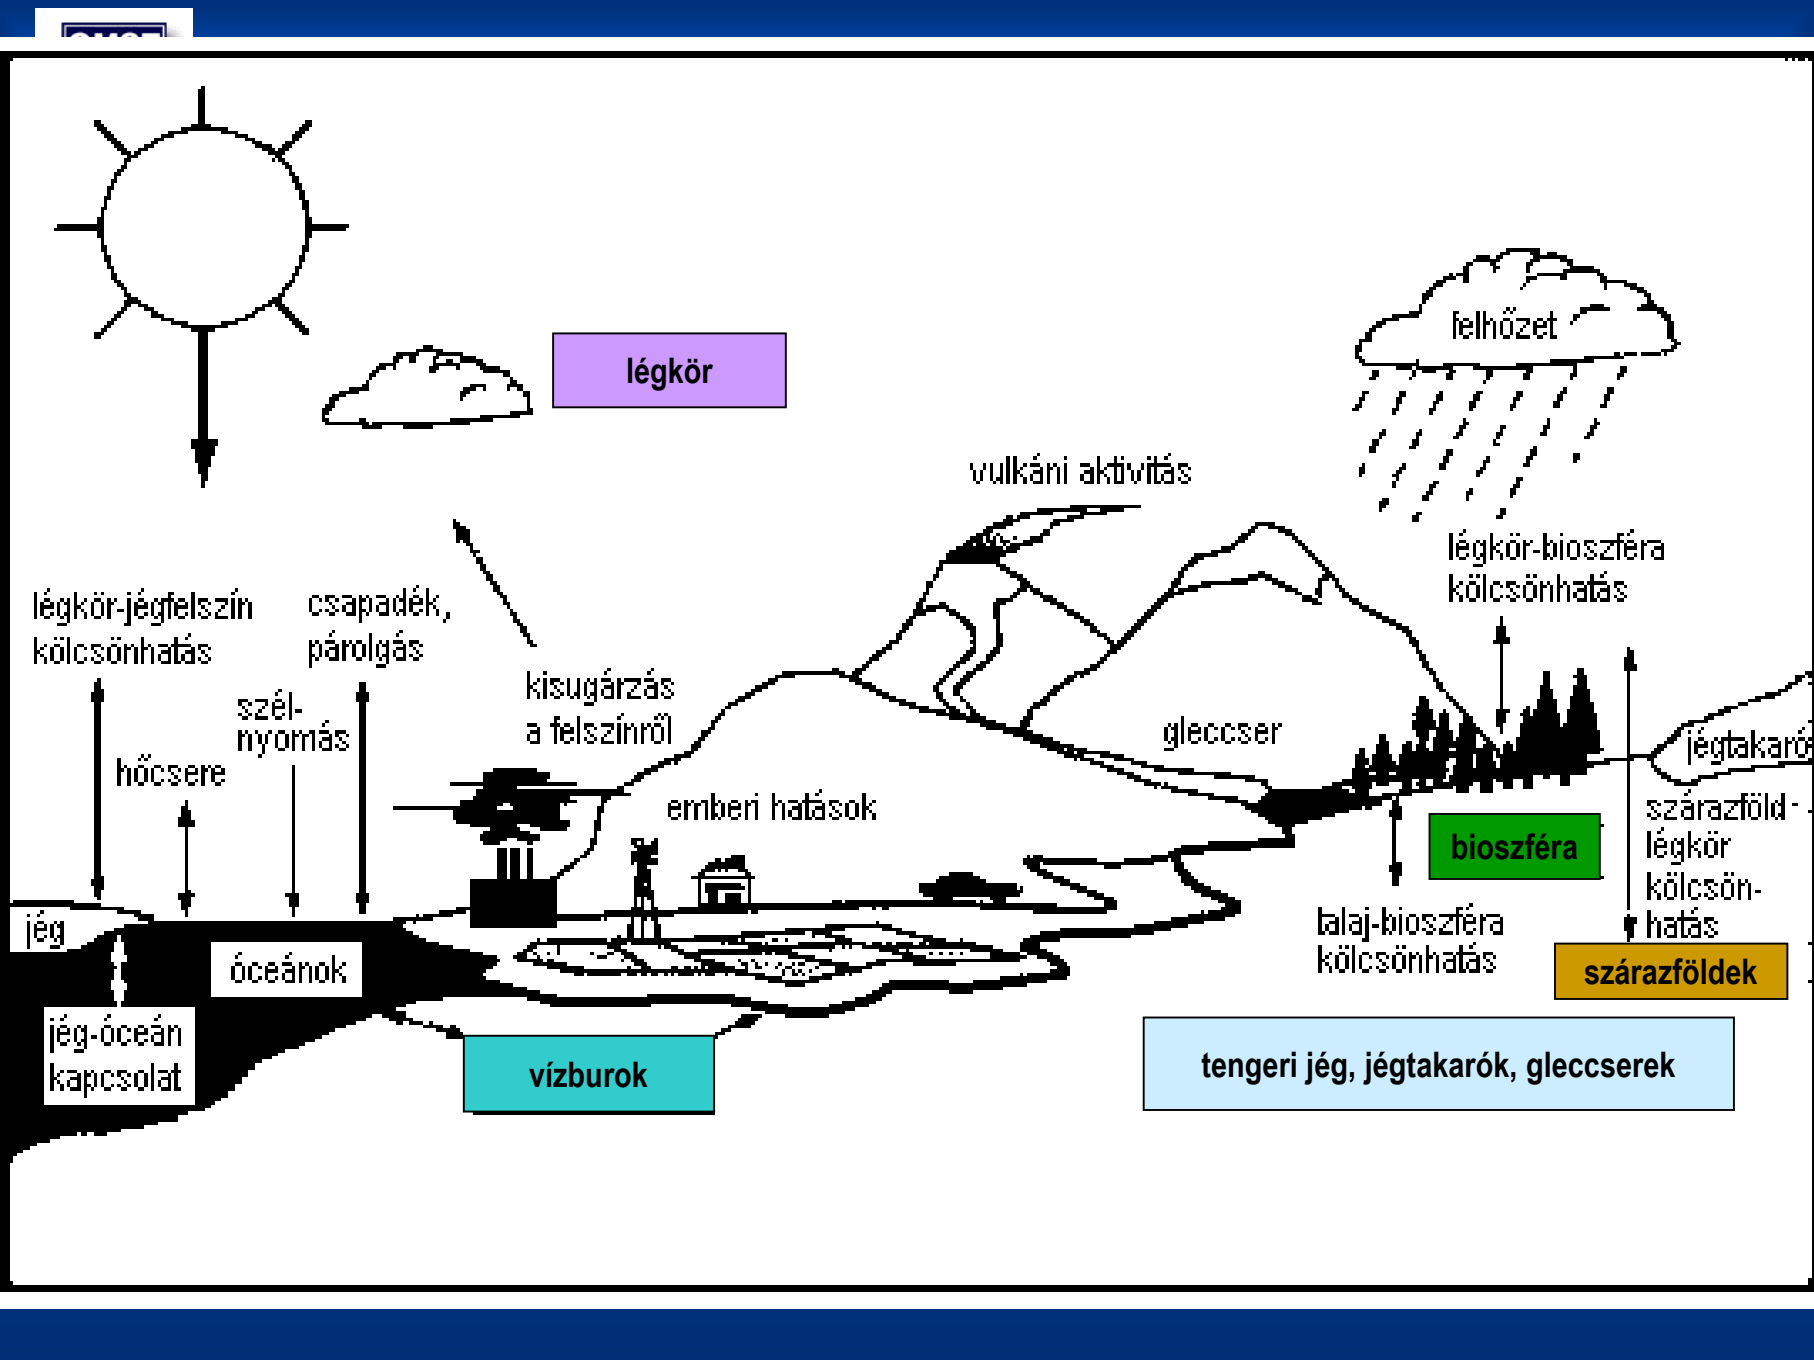 légkör
felhőzet
vulkáni aktivitás
légkör-bioszféra
kölcsönhatás
légkör-jégfelszín
kölcsönhatás
csapadék,
párolgás
kisugárzás
a felszínről
szél-
nyomás
hőcsere
gleccser
jégtakaró
emberi hatások
szárazföld-
légkör
kölcsön-
hatás
bioszféra
talaj-bioszféra
kölcsönhatás
jég
óceánok
szárazföldek
jég-óceán
kapcsolat
vízburok
tengeri jég, jégtakarók, gleccserek